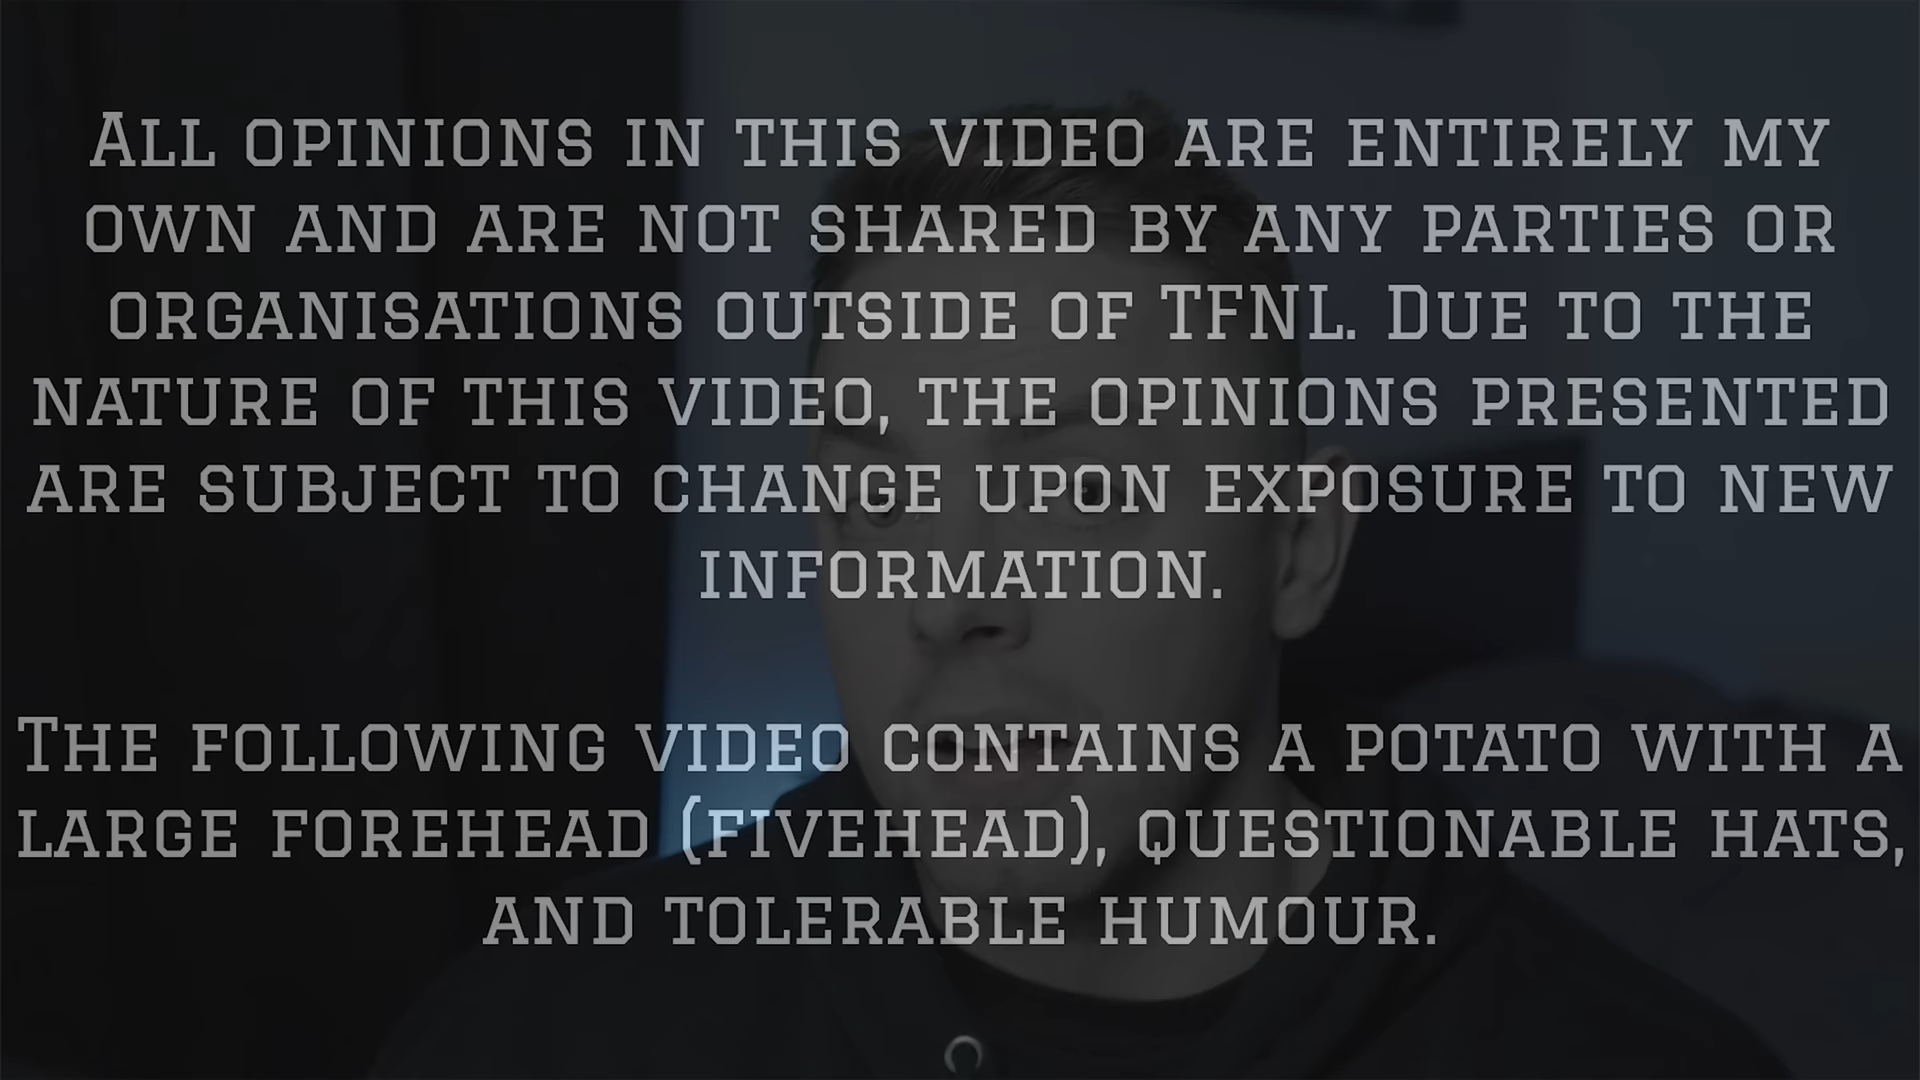 All opinions in this video are entirely my
own and are not shared by any parties or
organisations outside of TFNL. Due to the
nature of this video, the opinions presented
are subject to change upon exposure to new
information.
The following video contains a potato with a
large forehead (fivehead), questionable hats,
and tolerable humour.